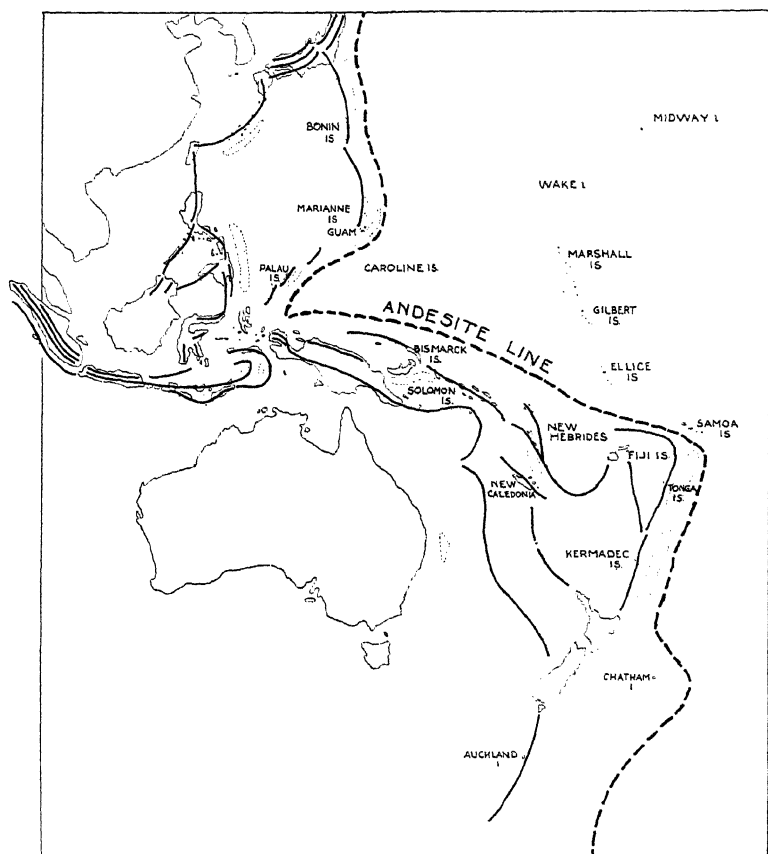 BONIN
IS
MIDWAY I
WAKE I
MARIANNE
IS
GUAM
PALAU
IS.
CAROLINE IS.
MARSHALL
IS.
GILBERT
IS.
ANDESITE LINE
BISMARCK
IS.
ELLICE
IS
SOLOMON
IS.
SAMOA
IS
NEW
HEBRIDES
FIJI IS.
NEW
CALEDONIA
TONGA
IS.
KERMADEC
IS.
CHATHAM
I
AUCKLAND
I